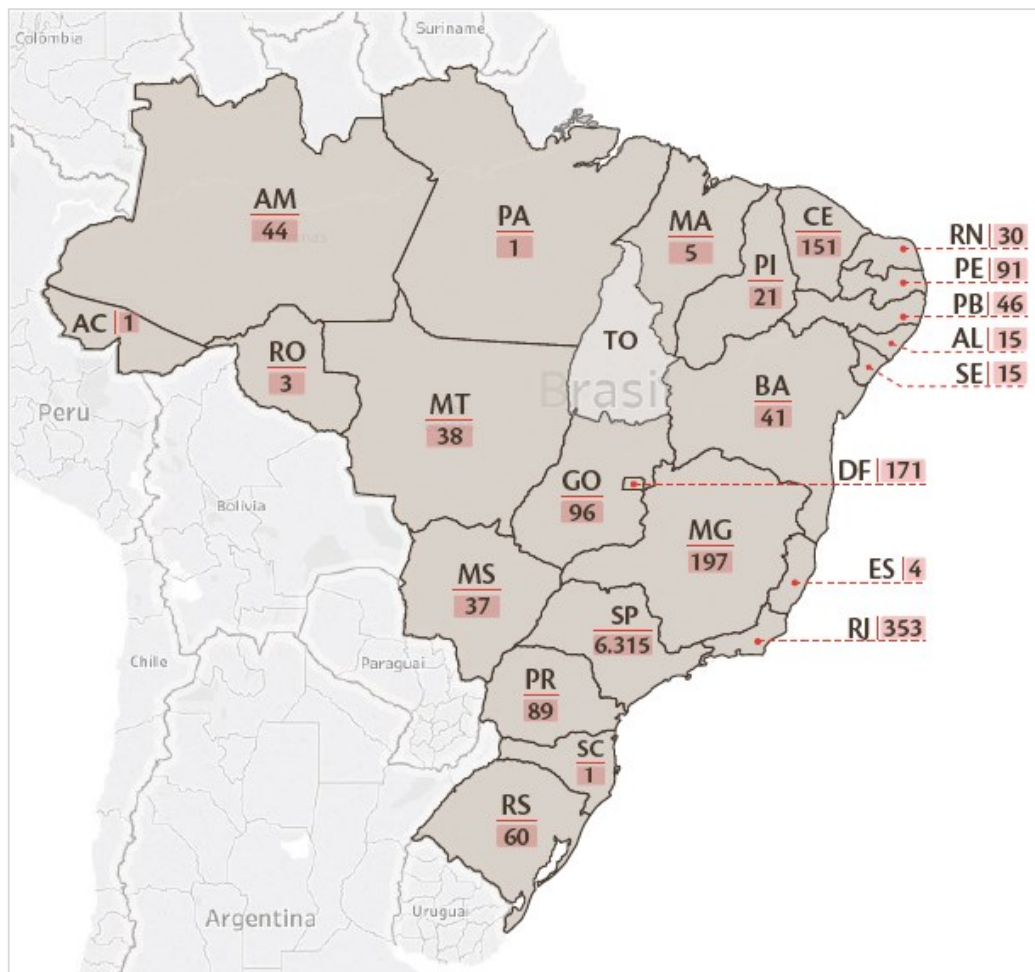 Colômbia
Suriname
AM
44
PA
1
MA
5
CE
151
PI
21
RN 30
PE 91
PB 46
AL 15
SE 15
AC 1
RO
3
TO
Brasil
Peru
MT
38
BA
41
DF 171
GO
96
Bolívia
MG
197
ES 4
MS
37
SP
6.315
RJ 353
Chile
Paraguai
PR
89
SC
1
RS
60
Argentina
Urugua